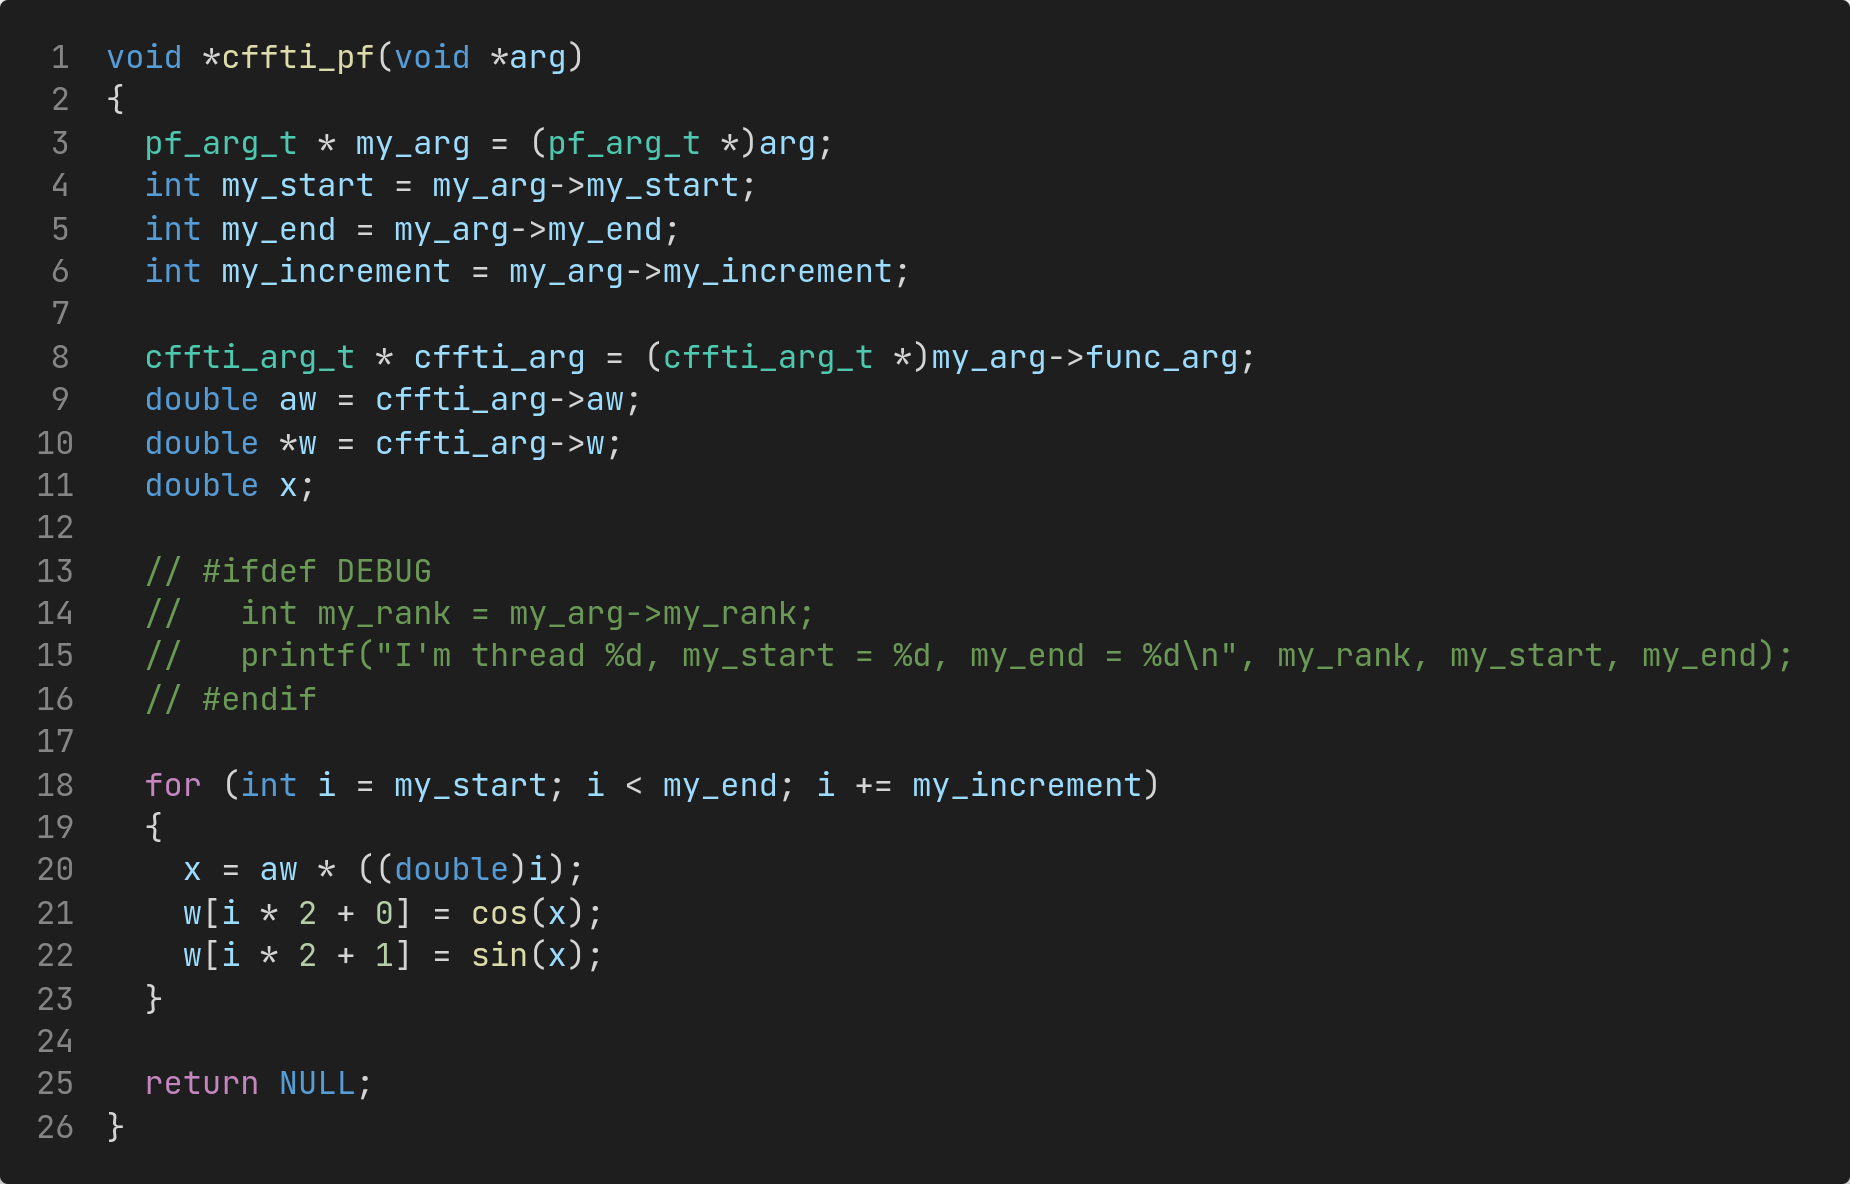 1 void *cffti_pf(void *arg)
2 {
3   pf_arg_t * my_arg = (pf_arg_t *)arg;
4   int my_start = my_arg->my_start;
5   int my_end = my_arg->my_end;
6   int my_increment = my_arg->my_increment;
7
8   cffti_arg_t * cffti_arg = (cffti_arg_t *)my_arg->func_arg;
9   double aw = cffti_arg->aw;
10   double *w = cffti_arg->w;
11   double x;
12
13   // #ifdef DEBUG
14   //   int my_rank = my_arg->my_rank;
15   //   printf("I'm thread %d, my_start = %d, my_end = %d\n", my_rank, my_start, my_end);
16   // #endif
17
18   for (int i = my_start; i < my_end; i += my_increment)
19   {
20     x = aw * ((double)i);
21     w[i * 2 + 0] = cos(x);
22     w[i * 2 + 1] = sin(x);
23   }
24
25   return NULL;
26 }